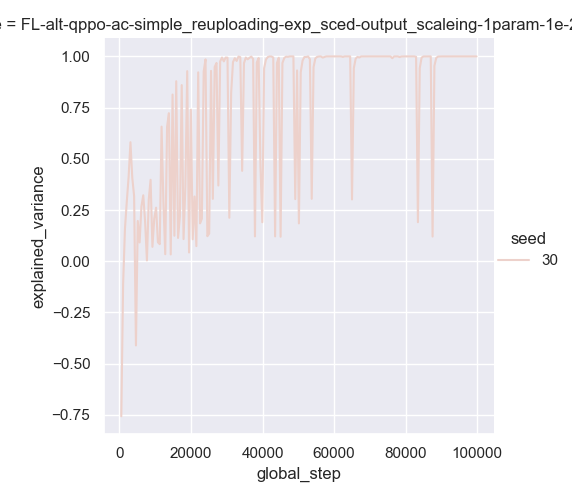 e = FL-alt-qppo-ac-simple_reuploading-exp_sced-output_scaleing-1param-1e-2
1.00
0.75
0.50
0.25
0.00
−0.25
−0.50
−0.75
explained_variance
0 20000 40000 60000 80000 100000
global_step
seed
30